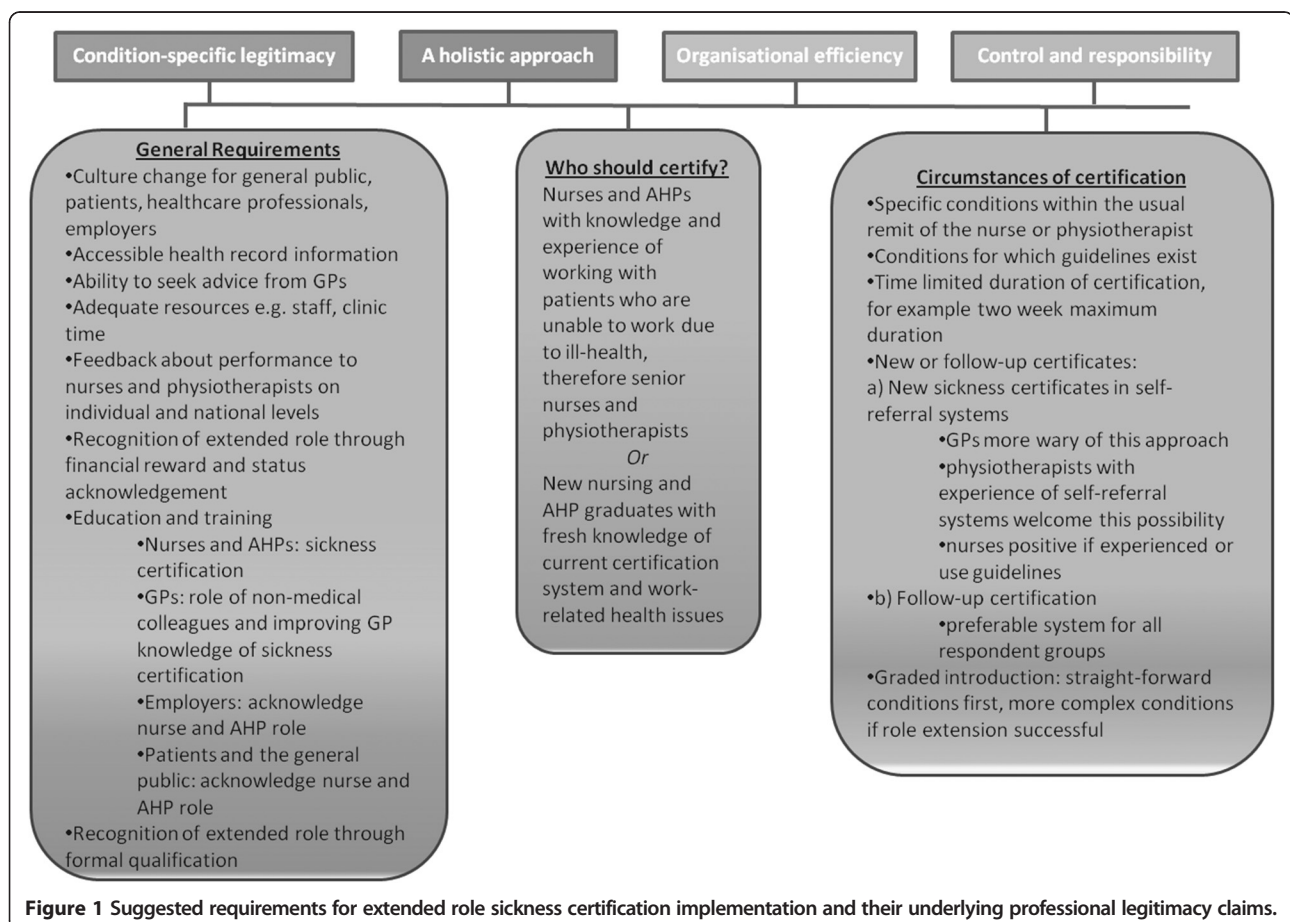 Condition-specific legitimacy
A holistic approach
Organisational efficiency
Control and responsibility
General Requirements
•Culture change for general public,
patients, healthcare professionals,
employers
•Accessible health record information
•Ability to seek advice from GPs
•Adequate resources e.g. staff, clinic
time
•Feedback about performance to
nurses and physiotherapists on
individual and national levels
•Recognition of extended role through
financial reward and status
acknowledgement
•Education and training
•Nurses and AHPs: sickness
certification
•GPs: role of non-medical
colleagues and improving GP
knowledge of sickness
certification
•Employers: acknowledge
nurse and AHP role
•Patients and the general
public: acknowledge nurse and
AHP role
•Recognition of extended role through
formal qualification
Who should certify?
Nurses and AHPs
with knowledge and
experience of
working with
patients who are
unable to work due
to ill-health,
therefore senior
nurses and
physiotherapists
Or
New nursing and
AHP graduates with
fresh knowledge of
current certification
system and work-
related health issues
Circumstances of certification
•Specific conditions within the usual
remit of the nurse or physiotherapist
•Conditions for which guidelines exist
•Time limited duration of certification,
for example two week maximum
duration
•New or follow-up certificates:
a) New sickness certificates in self-
referral systems
•GPs more wary of this approach
•physiotherapists with
experience of self-referral
systems welcome this possibility
•nurses positive if experienced or
use guidelines
•b) Follow-up certification
•preferable system for all
respondent groups
•Graded introduction: straight-forward
conditions first, more complex conditions
if role extension successful
Figure 1 Suggested requirements for extended role sickness certification implementation and their underlying professional legitimacy claims.